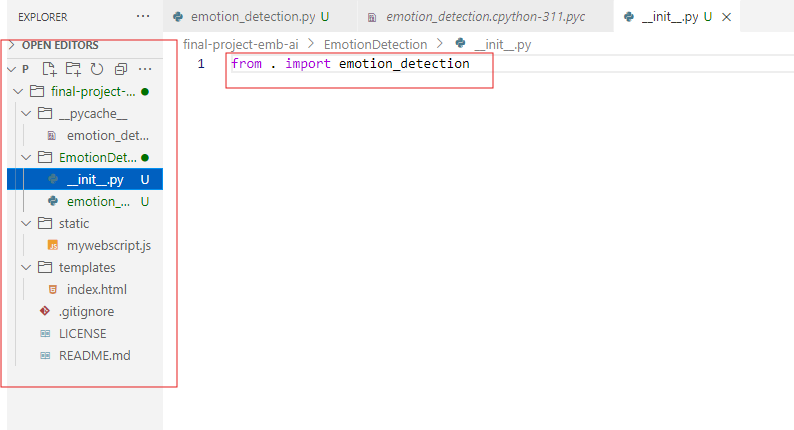 EXPLORER ...
OPEN EDITORS
P ...
final-project-...
__pycache__
emotion_det...
EmotionDet...
__init__.py U
emotion_... U
static
JS mywebscript.js
templates
index.html
.gitignore
LICENSE
README.md
emotion_detection.py U
emotion_detection.cpython-311.pyc
__init__.py U
final-project-emb-ai > EmotionDetection > __init__.py
1 from . import emotion_detection